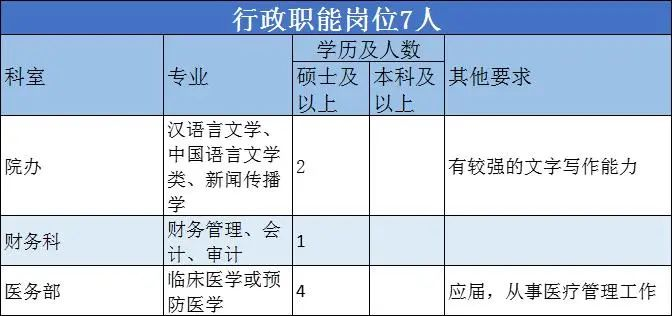 行政职能岗位7人
学历及人数
科室
专业
硕士及
以上
本科及
以上
其他要求
院办
汉语言文学、
中国语言文学
类、新闻传播
学
2
有较强的文字写作能力
财务科
财务管理、会
计、审计
1
医务部
临床医学或预
防医学
4
应届，从事医疗管理工作